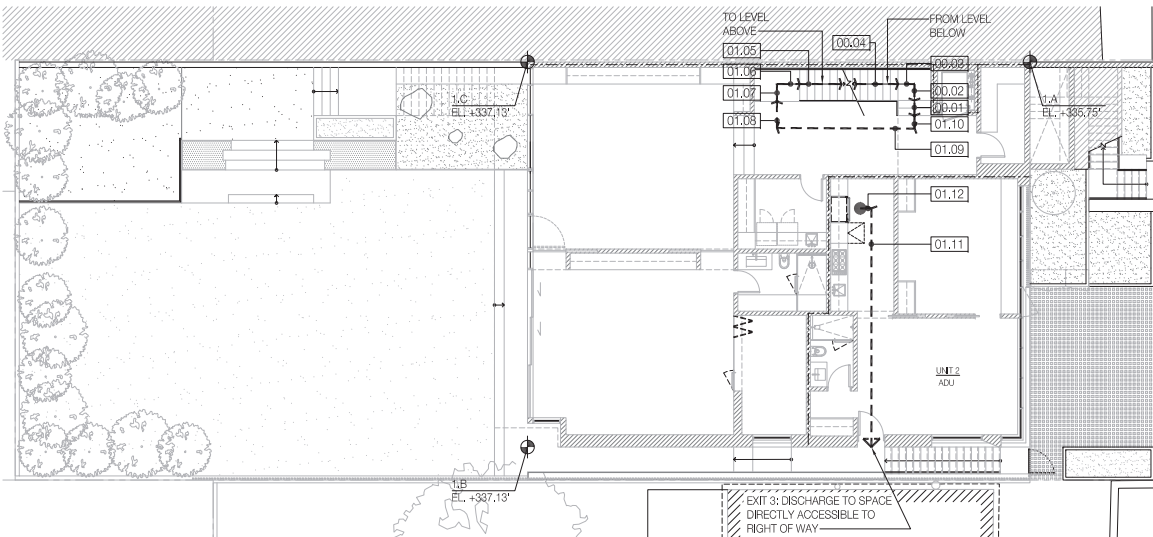 TO LEVEL
ABOVE
FROM LEVEL
BELOW
01.05
00.04
01.06
00.03
01.07
00.02
01.08
00.01
01.10
01.09
1.C
EL. +337.13'
1.A
EL. +336.75'
01.12
01.11
UNIT 2
ADU
1.B
EL. +337.13'
EXIT 3: DISCHARGE TO SPACE
DIRECTLY ACCESSIBLE TO
RIGHT OF WAY